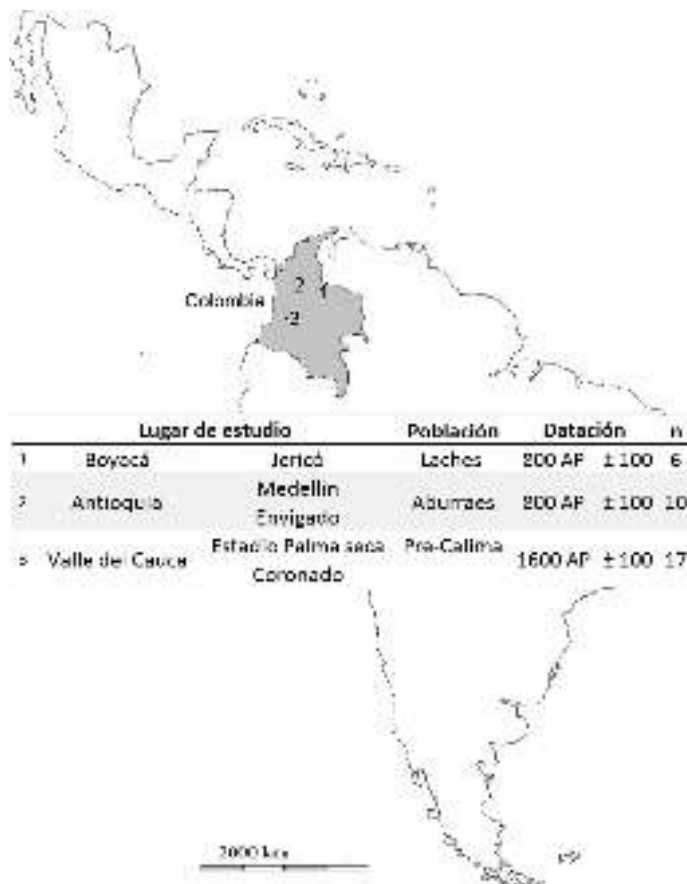 2
1
Colombia
3
Lugar de estudio Población Datación n
1 Boyacá Jericó Laches 800 AP ± 100 6
2 Antioquia Medellín Envigado Aburraes 800 AP ± 100 10
3 Valle del Cauca Estadio Palma seca Coronado Pre-Calima 1600 AP ± 100 17
2000 km